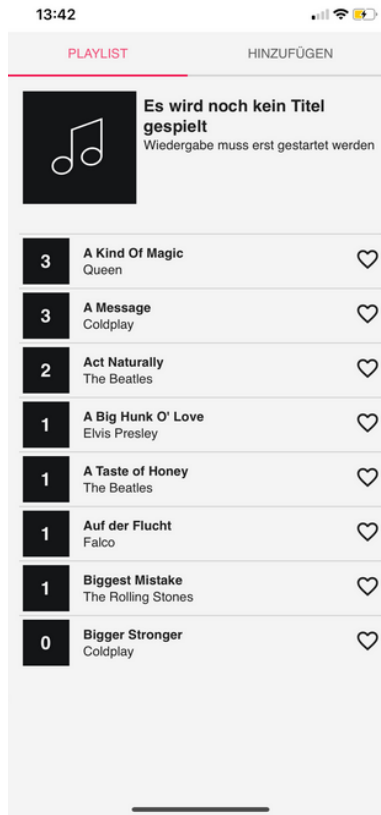 13:42
PLAYLIST
HINZUFÜGEN
Es wird noch kein Titel
gespielt
Wiedergabe muss erst gestartet werden
3
A Kind Of Magic
Queen
3
A Message
Coldplay
2
Act Naturally
The Beatles
1
A Big Hunk O' Love
Elvis Presley
1
A Taste of Honey
The Beatles
1
Auf der Flucht
Falco
1
Biggest Mistake
The Rolling Stones
0
Bigger Stronger
Coldplay